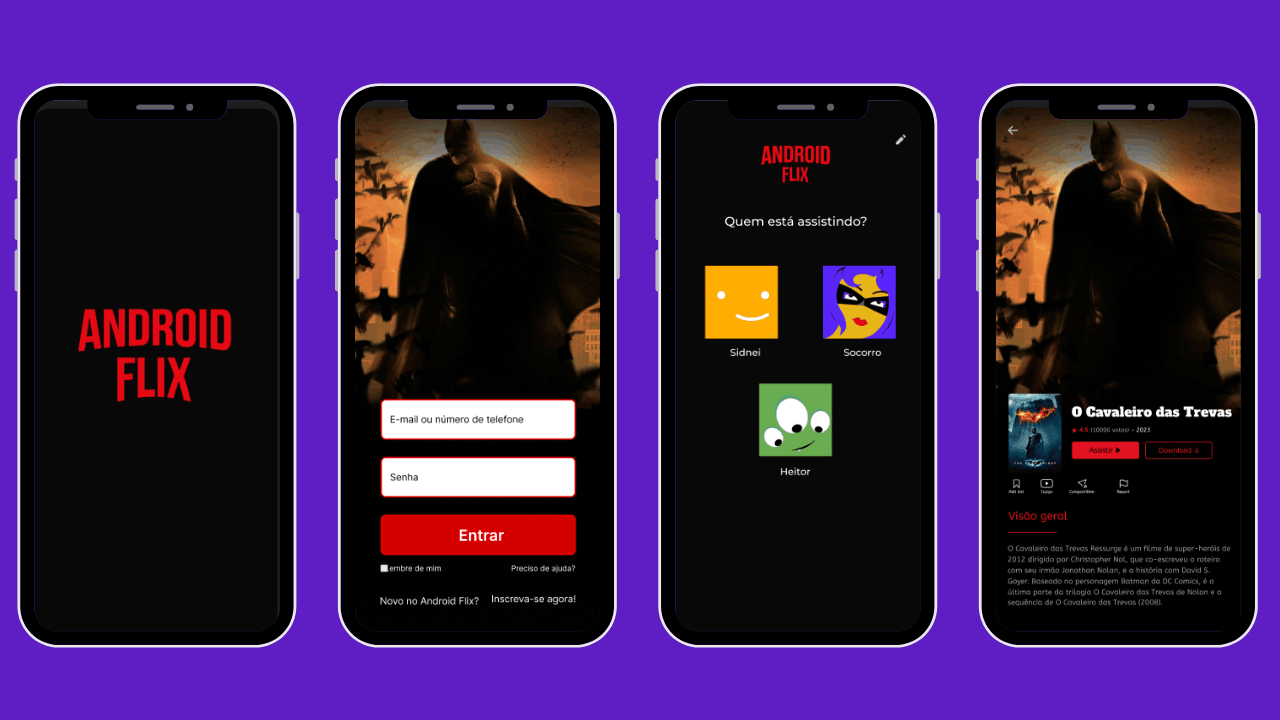 ANDROID
FLIX
E-mail ou número de telefone
Senha
Entrar
embre de mim
Preciso de ajuda?
Novo no Android Flix?
Inscreva-se agora!
ANDROID
FLIX
Quem está assistindo?
Sidnei
Socorro
Heitor
O Cavaleiro das Trevas
4.5 (10000 votos) - 2023
Assistir
Download
Add list
Trailer
Compartilhar
Report
Visão geral
O Cavaleiro das Trevas Ressurge é um filme de super-heróis de
2012 dirigido por Christopher Nol, que co-escreveu o roteiro
com seu irmão Jonathan Nolan, e a história com David S.
Goyer. Baseado no personagem Batman da DC Comics, é a
última parte da trilogia O Cavaleiro das Trevas de Nolan e a
sequência de O Cavaleiro das Trevas (2008).